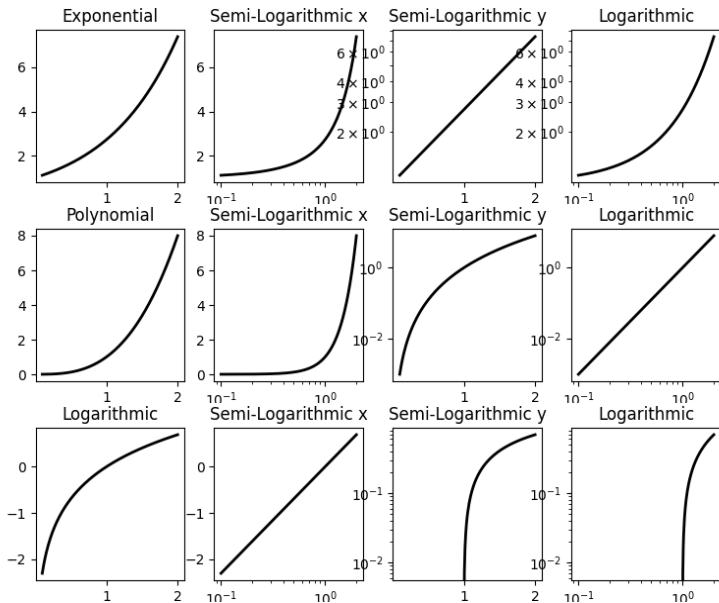 Exponential Semi-Logarithmic x Semi-Logarithmic y Logarithmic
6 6 × 10⁰ 6 × 10⁰
4 4 4 × 10⁰ 4 × 10⁰
3 × 10⁰ 3 × 10⁰
2 2 2 × 10⁰ 2 × 10⁰
1 2 10⁻¹ 10⁰ 1 2 10⁻¹ 10⁰
Polynomial Semi-Logarithmic x Semi-Logarithmic y Logarithmic
8 8
6 6 10⁰ 10⁰
4 4
2 2 10⁻² 10⁻²
0 0
1 2 10⁻¹ 10⁰ 1 2 10⁻¹ 10⁰
Logarithmic Semi-Logarithmic x Semi-Logarithmic y Logarithmic
0 0
−1 −1 10⁻¹ 10⁻¹
−2 −2 10⁻² 10⁻²
1 2 10⁻¹ 10⁰ 1 2 10⁻¹ 10⁰